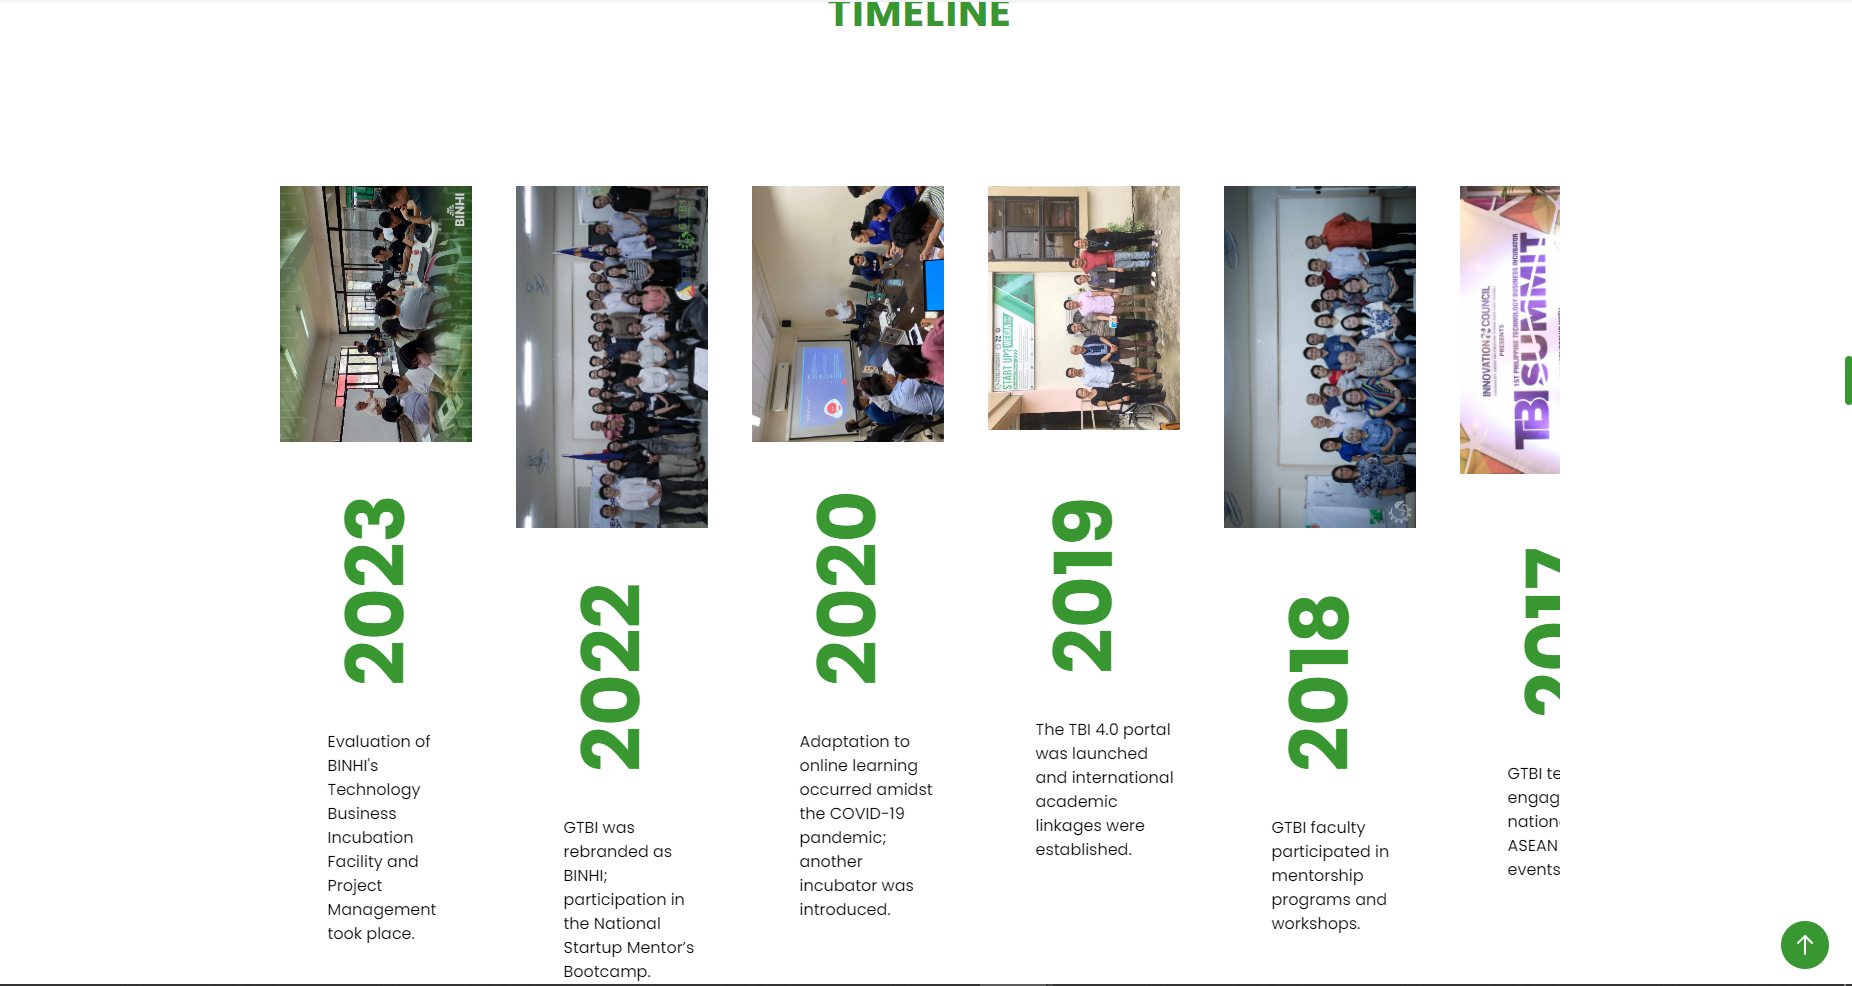 TIMELINE
BINHI
2023
Evaluation of
BINHI's
Technology
Business
Incubation
Facility and
Project
Management
took place.
2022
GTBI was
rebranded as
BINHI;
participation in
the National
Startup Mentor's
Bootcamp.
2020
Adaptation to
online learning
occurred amidst
the COVID-19
pandemic;
another
incubator was
introduced.
START UP?
2019
The TBI 4.0 portal
was launched
and international
academic
linkages were
established.
2018
GTBI faculty
participated in
mentorship
programs and
workshops.
INNOVATION COUNCIL
PRESENTS
1ST PHILIPPINE TECHNOLOGY BUSINESS INCUBATOR
TBI SUMMIT
2017
GTBI te
engag
nation
ASEAN
events